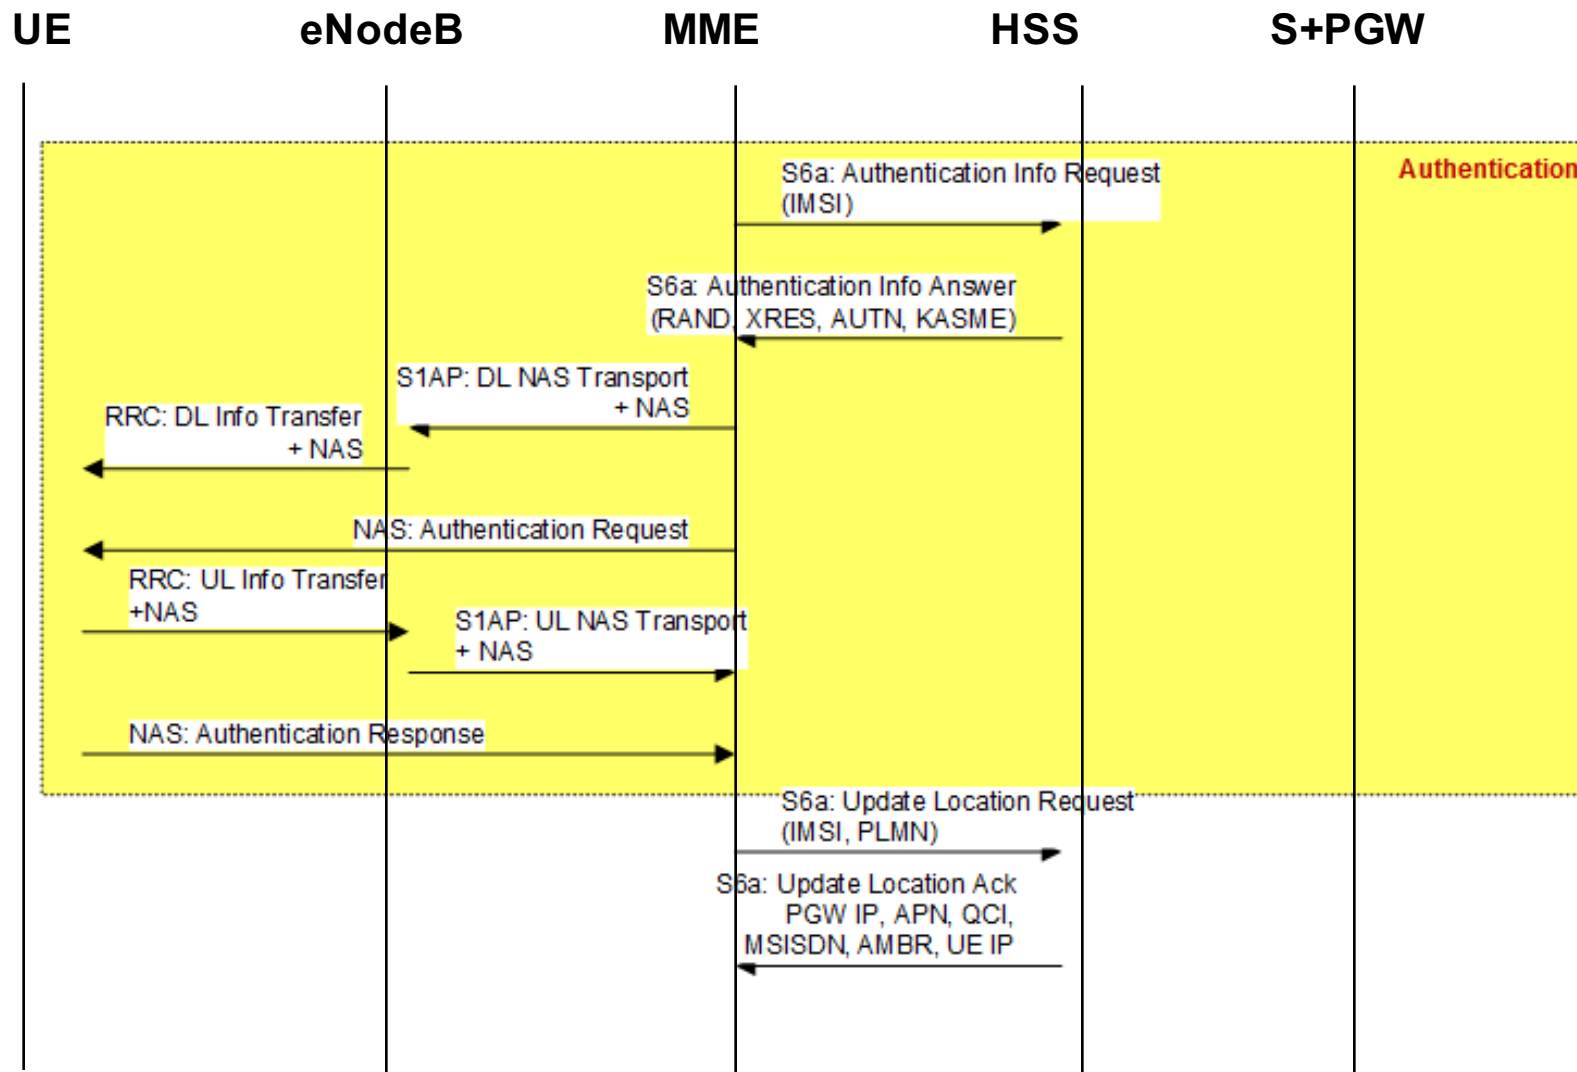 UE eNodeB MME HSS S+PGW
Authentication
S6a: Authentication Info Request
(IMSI)
S6a: Authentication Info Answer
(RAND, XRES, AUTN, KASME)
S1AP: DL NAS Transport
+ NAS
RRC: DL Info Transfer
+ NAS
NAS: Authentication Request
RRC: UL Info Transfer
+NAS
S1AP: UL NAS Transport
+ NAS
NAS: Authentication Response
S6a: Update Location Request
(IMSI, PLMN)
S6a: Update Location Ack
PGW IP, APN, QCI,
MSISDN, AMBR, UE IP